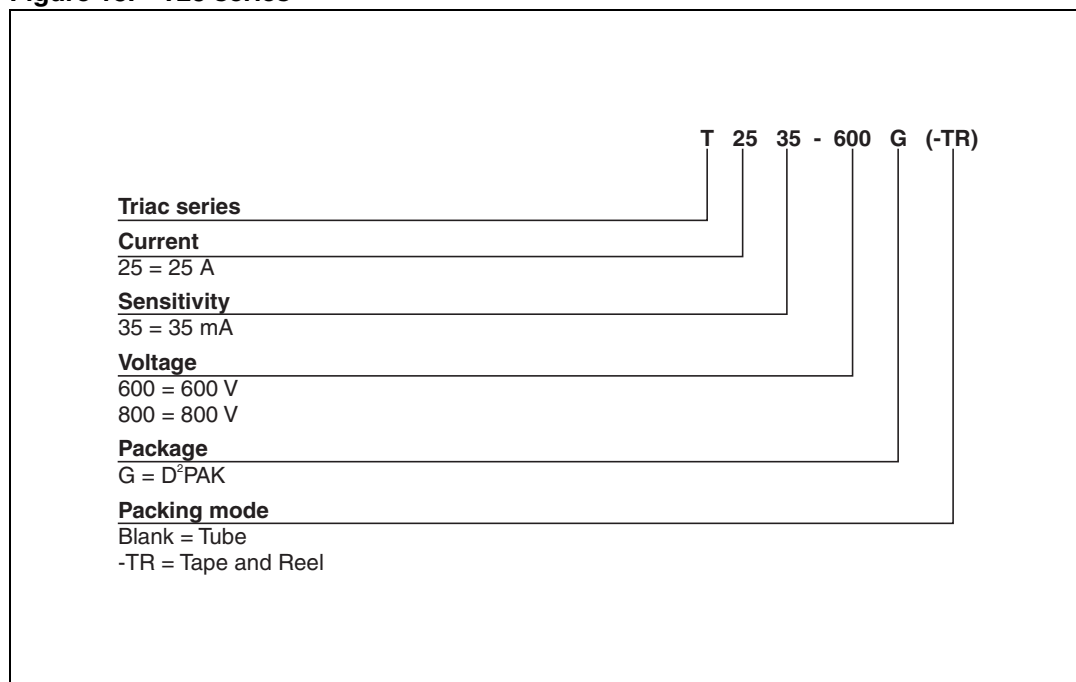 T 25 35 - 600 G (-TR)
Triac series
Current
25 = 25 A
Sensitivity
35 = 35 mA
Voltage
600 = 600 V
800 = 800 V
Package
G = D²PAK
Packing mode
Blank = Tube
-TR = Tape and Reel